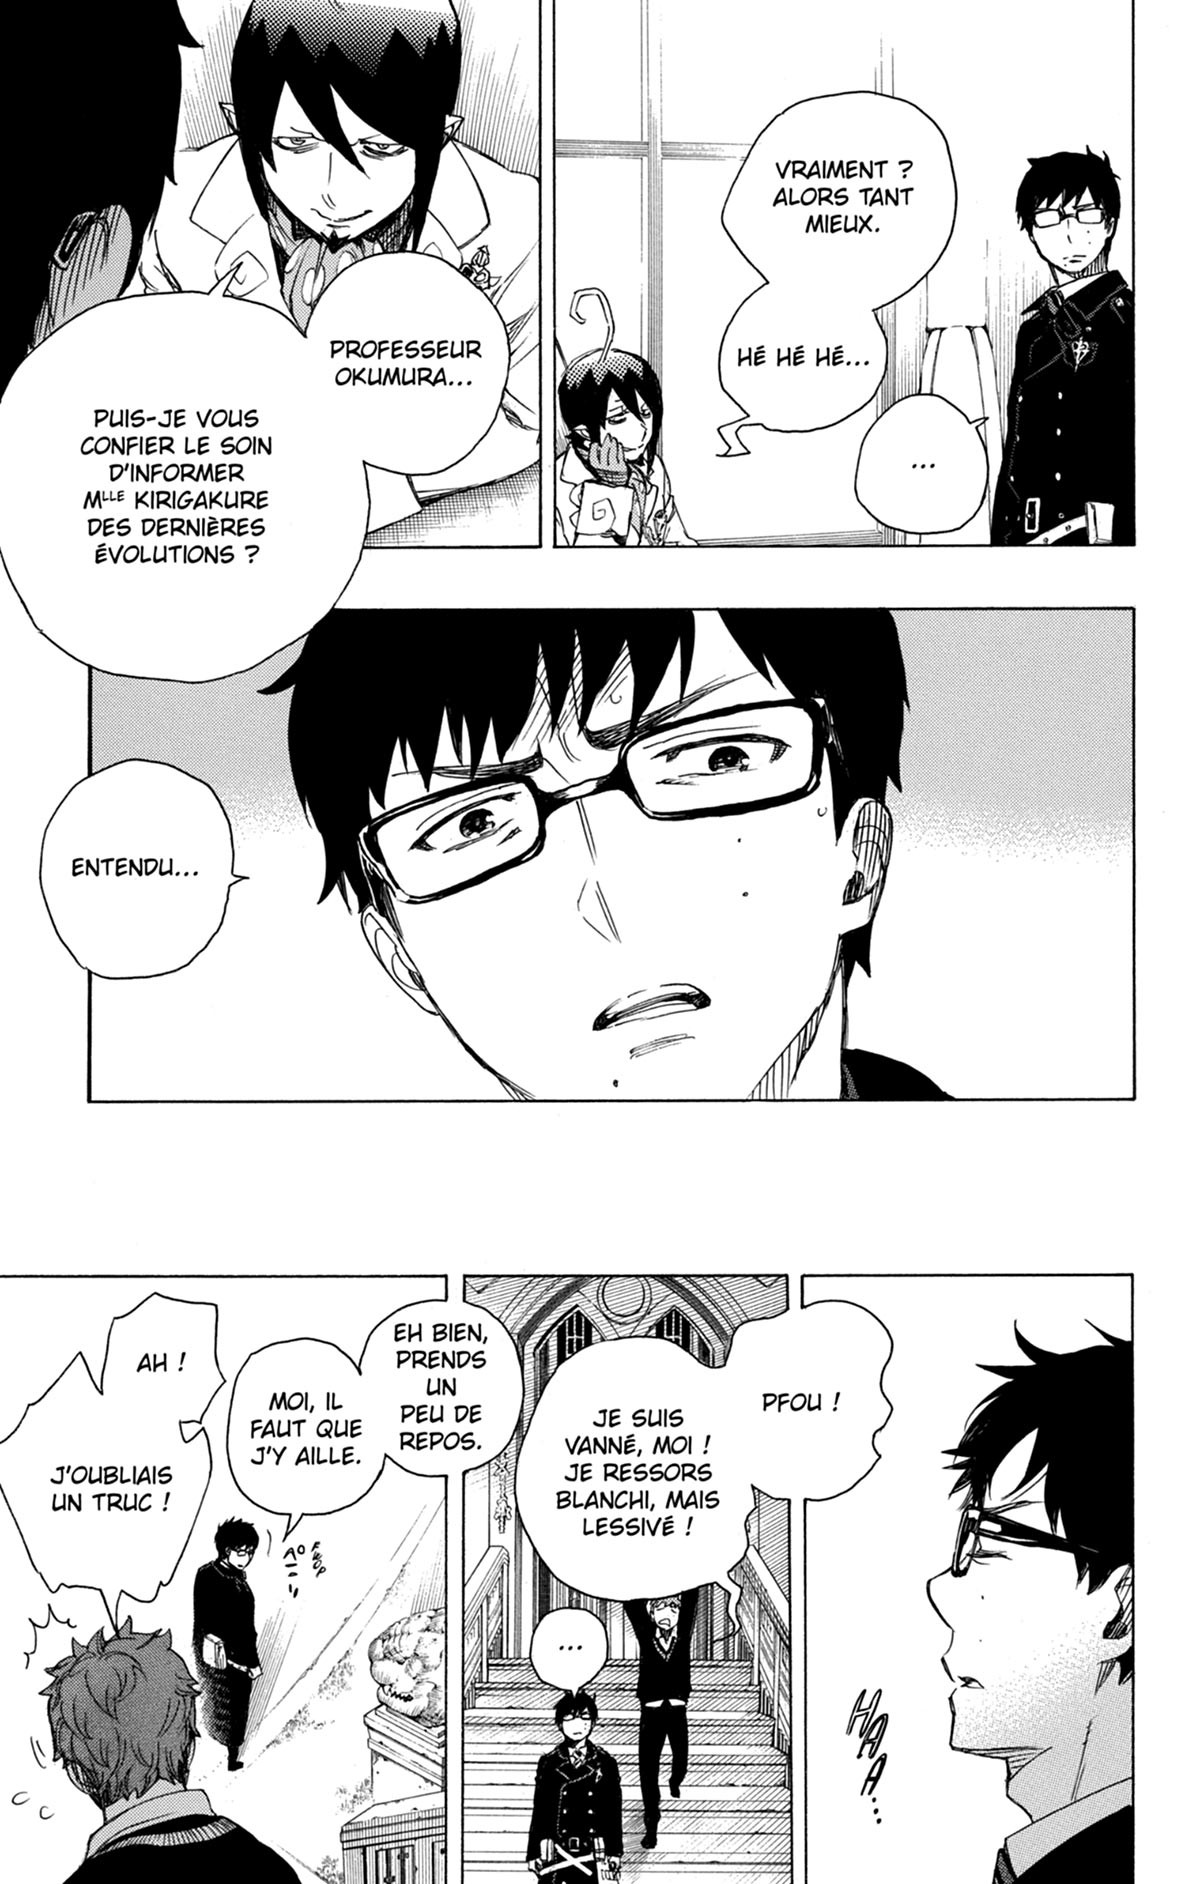 VRAIMENT ?
ALORS TANT
MIEUX.
HÉ HÉ HÉ...
...
PROFESSEUR
OKUMURA...
PUIS-JE VOUS
CONFIER LE SOIN
D'INFORMER
MLLE KIRIGAKURE
DES DERNIÈRES
ÉVOLUTIONS ?
ENTENDU...
HAA...
PFOU !
JE SUIS
VANNÉ, MOI !
JE RESSORS
BLANCHI, MAIS
LESSIVÉ !
...
EH BIEN,
PRENDS
UN
PEU DE
REPOS.
MOI, IL
FAUT QUE
J'Y AILLE.
AH !
J'OUBLIAIS
UN TRUC !